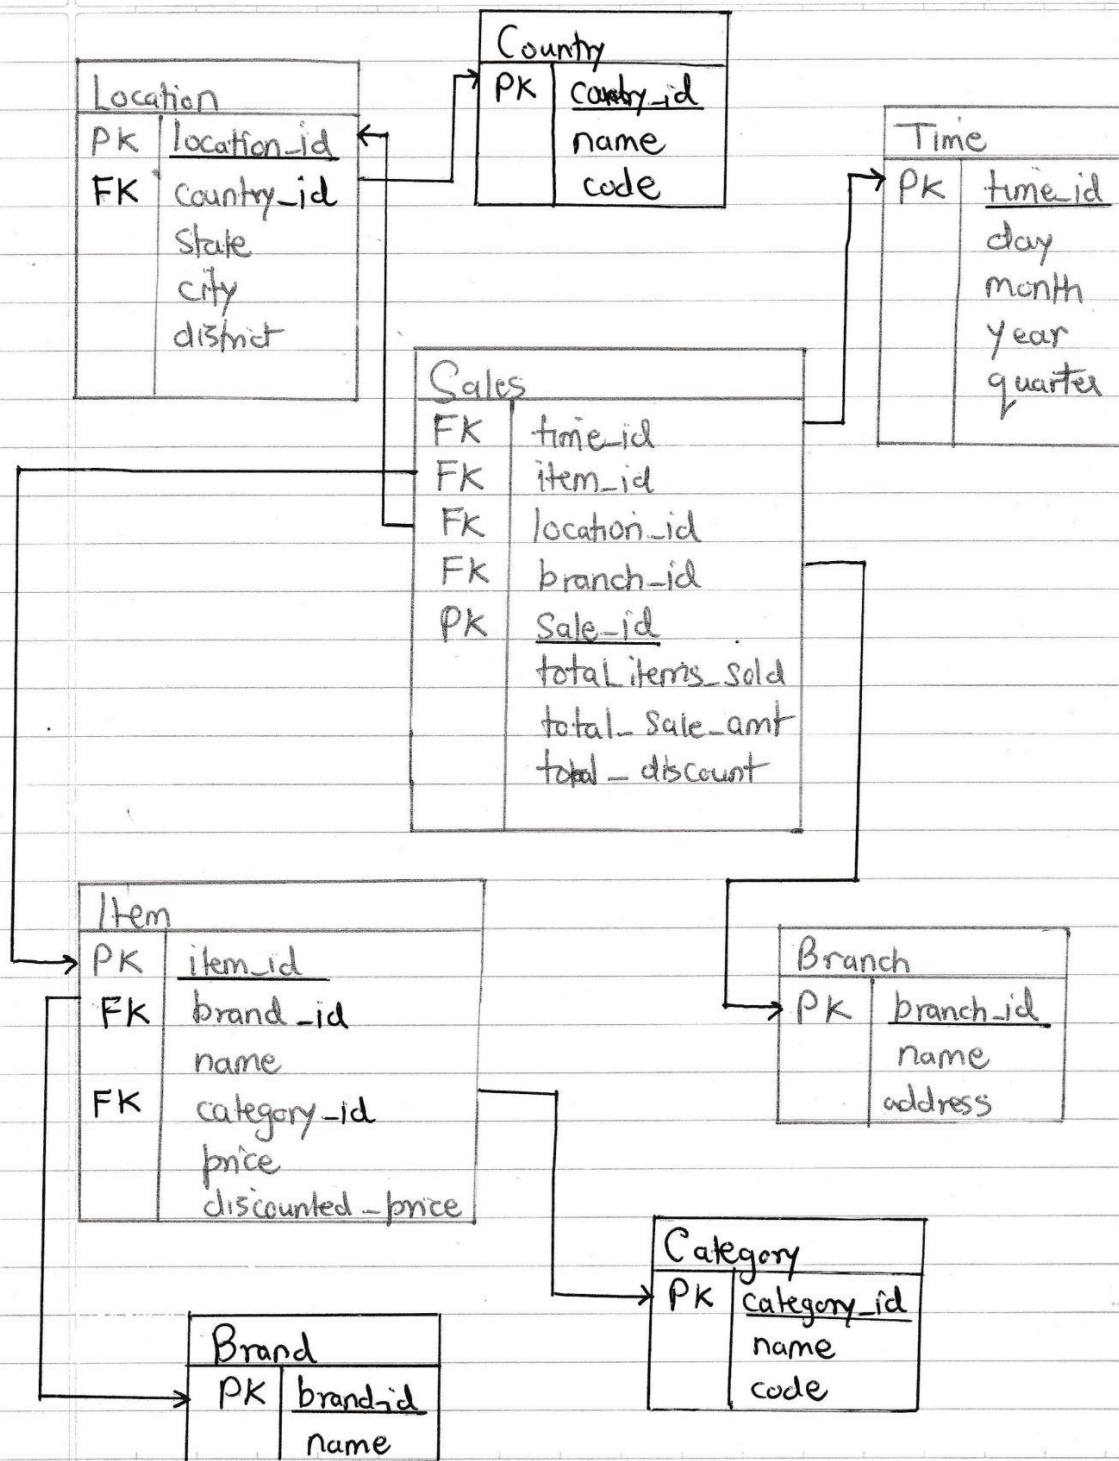 Country
PK country_id
name
code
Location
PK location_id
FK country_id
state
city
district
Time
PK time_id
day
month
year
quarter
Sales
FK time_id
FK item_id
FK location_id
FK branch_id
PK Sale_id
total_items_sold
total_sale_amt
total_discount
Item
PK item_id
FK brand_id
name
FK category_id
price
discounted_price
Branch
PK branch_id
name
address
Category
PK category_id
name
code
Brand
PK brand_id
name